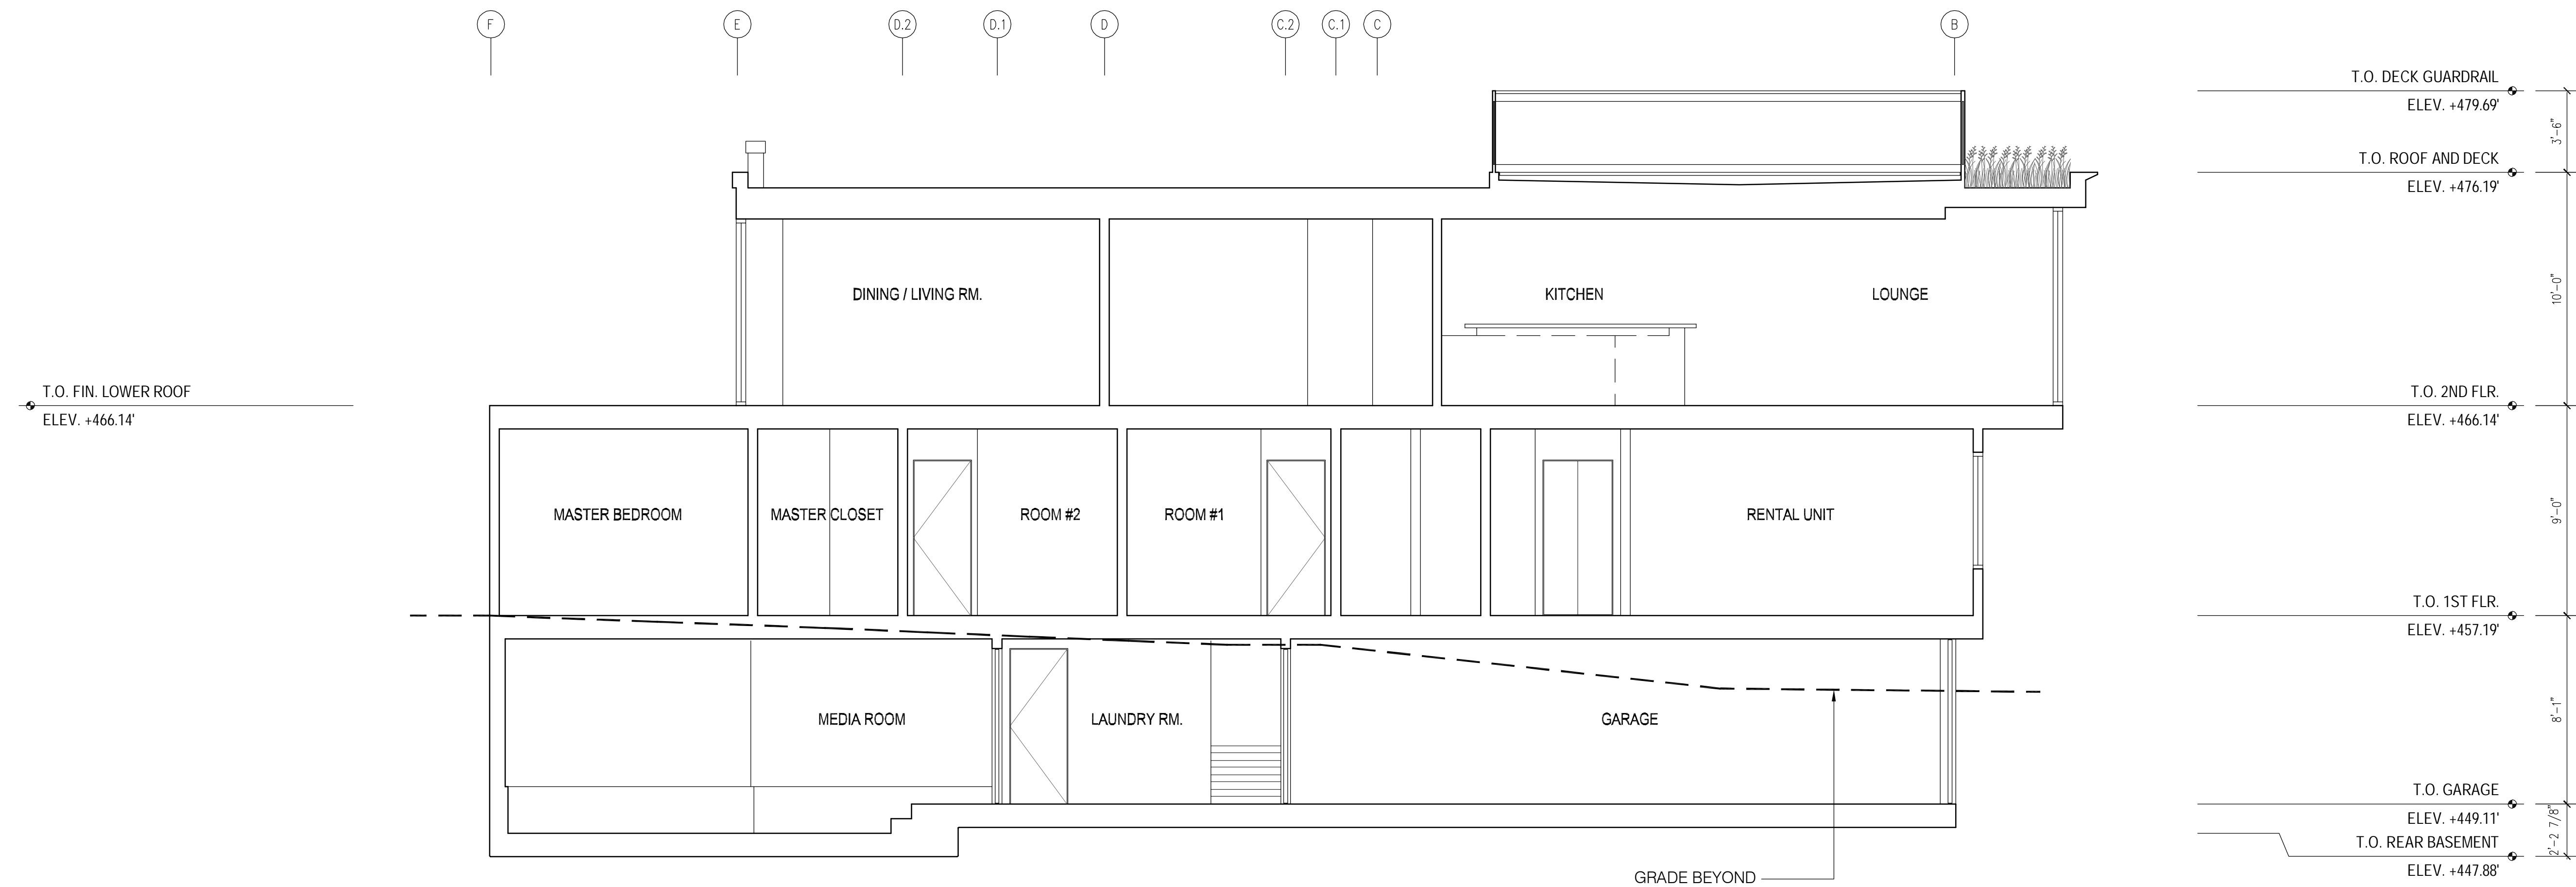 F
E
D.2
D.1
D
C.2
C.1
C
B
T.O. DECK GUARDRAIL
ELEV. +479.69'
3'-6"
T.O. ROOF AND DECK
ELEV. +476.19'
DINING / LIVING RM.
KITCHEN
LOUNGE
10'-0"
T.O. FIN. LOWER ROOF
ELEV. +466.14'
T.O. 2ND FLR.
ELEV. +466.14'
MASTER BEDROOM
MASTER CLOSET
ROOM #2
ROOM #1
RENTAL UNIT
9'-0"
T.O. 1ST FLR.
ELEV. +457.19'
MEDIA ROOM
LAUNDRY RM.
GARAGE
8'-1"
T.O. GARAGE
ELEV. +449.11'
2'-2 7/8"
T.O. REAR BASEMENT
ELEV. +447.88'
GRADE BEYOND